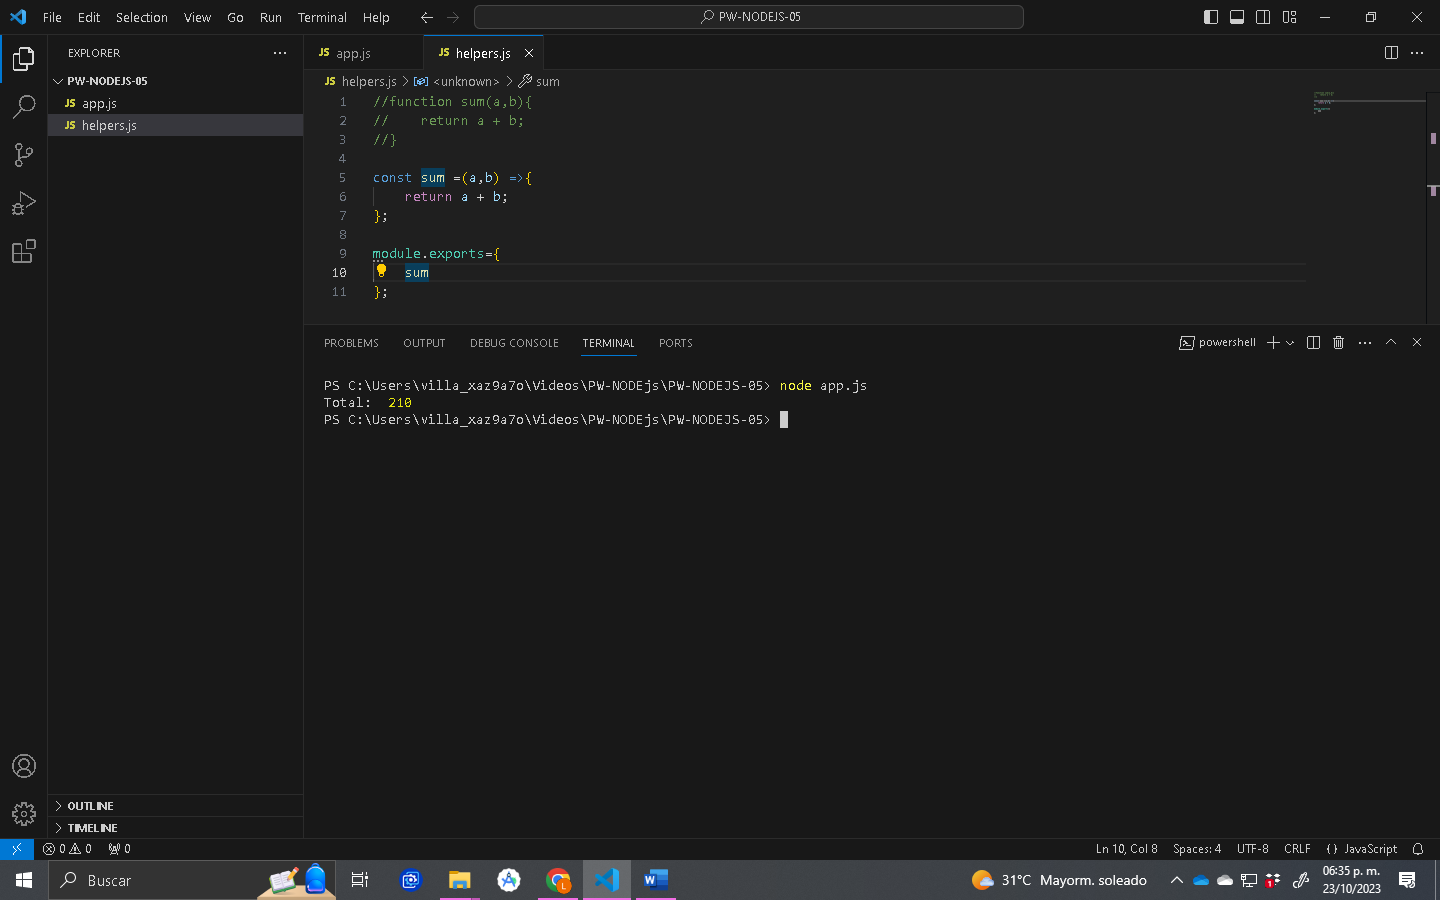 File Edit Selection View Go Run Terminal Help
PW-NODEJS-05
EXPLORER
PW-NODEJS-05
JS app.js
JS helpers.js
OUTLINE
TIMELINE
JS app.js
JS helpers.js
JS helpers.js > <unknown> > sum
1 //function sum(a,b){
2 //    return a + b;
3 //}
4
5 const sum =(a,b) =>{
6     return a + b;
7 };
8
9 module.exports={
10     sum
11 };
PROBLEMS OUTPUT DEBUG CONSOLE TERMINAL PORTS
powershell
PS C:\Users\villa_xaz9a7o\Videos\PW-NODEjs\PW-NODEJS-05> node app.js
Total:  210
PS C:\Users\villa_xaz9a7o\Videos\PW-NODEjs\PW-NODEJS-05>
0 0 0
Ln 10, Col 8 Spaces: 4 UTF-8 CRLF {} JavaScript
Buscar
31°C Mayorm. soleado
06:35 p. m.
23/10/2023